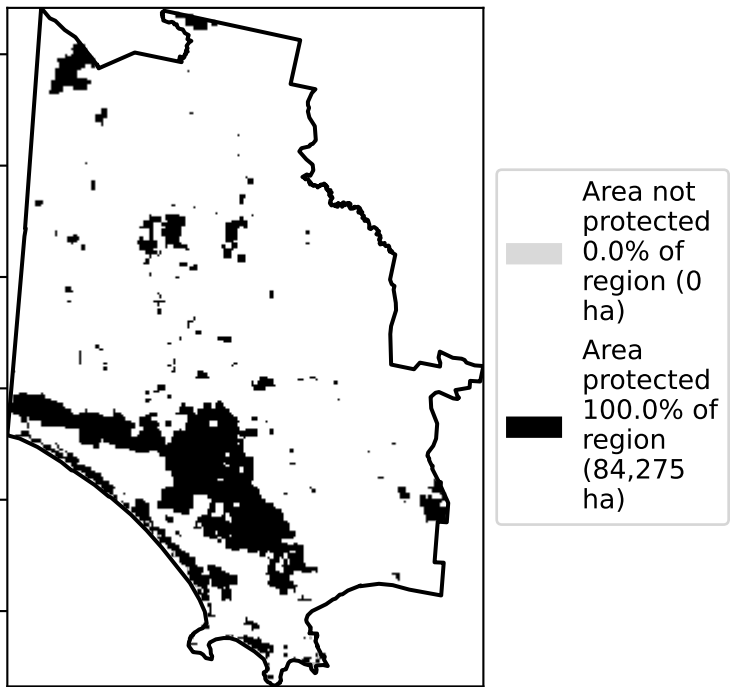 Area not
protected
0.0% of
region (0
ha)
Area
protected
100.0% of
region
(84,275
ha)